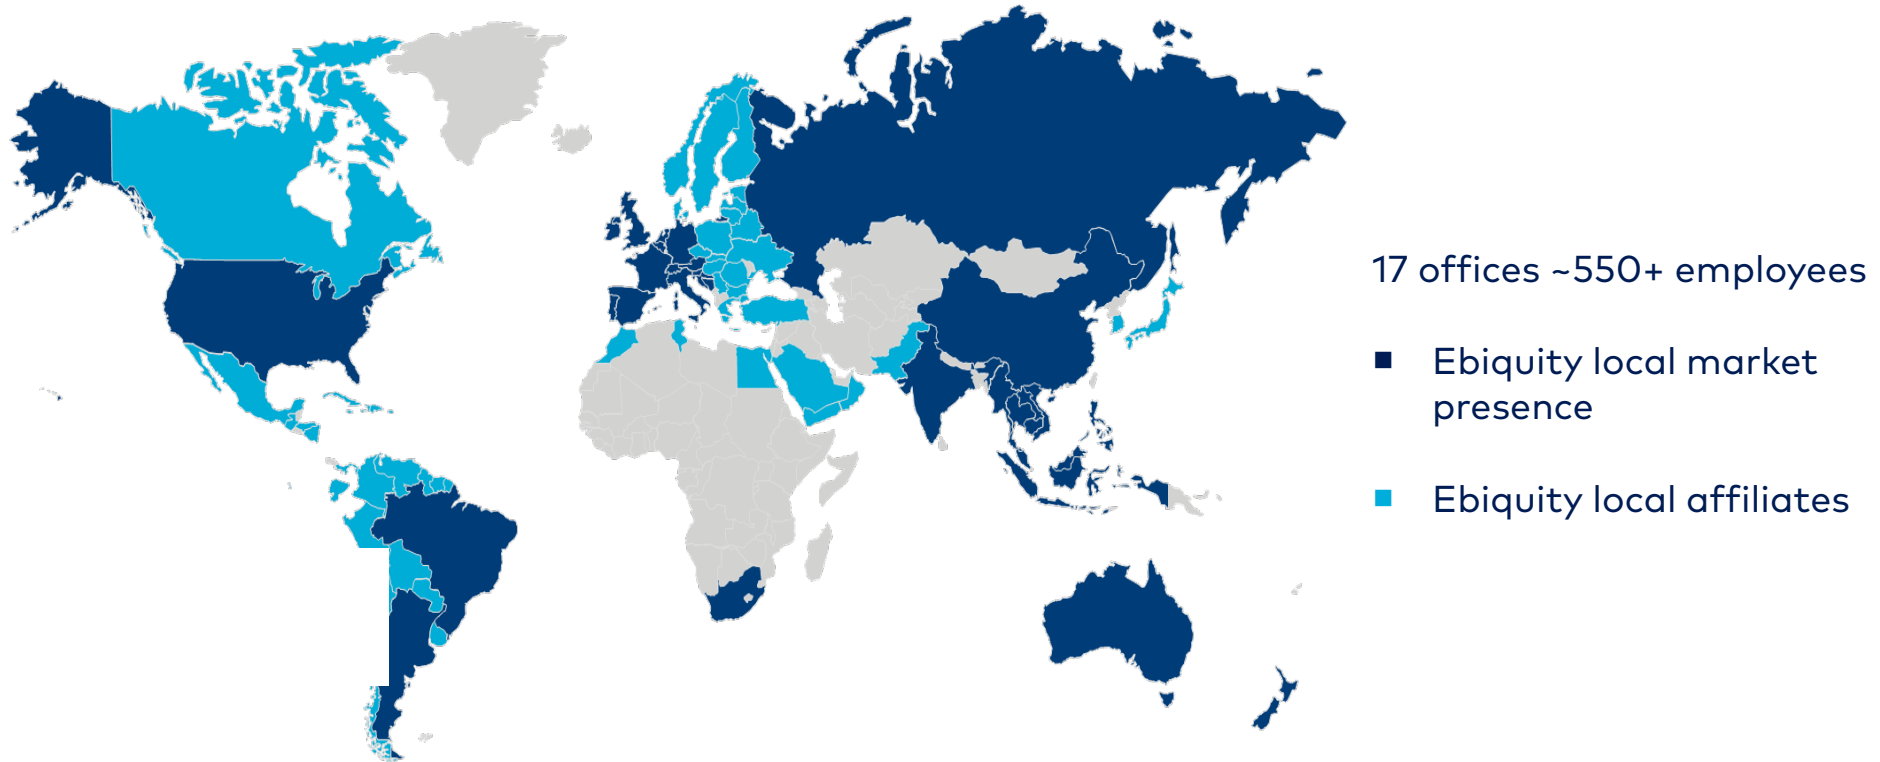 17 offices ~550+ employees
Ebiquity local market
presence
Ebiquity local affiliates